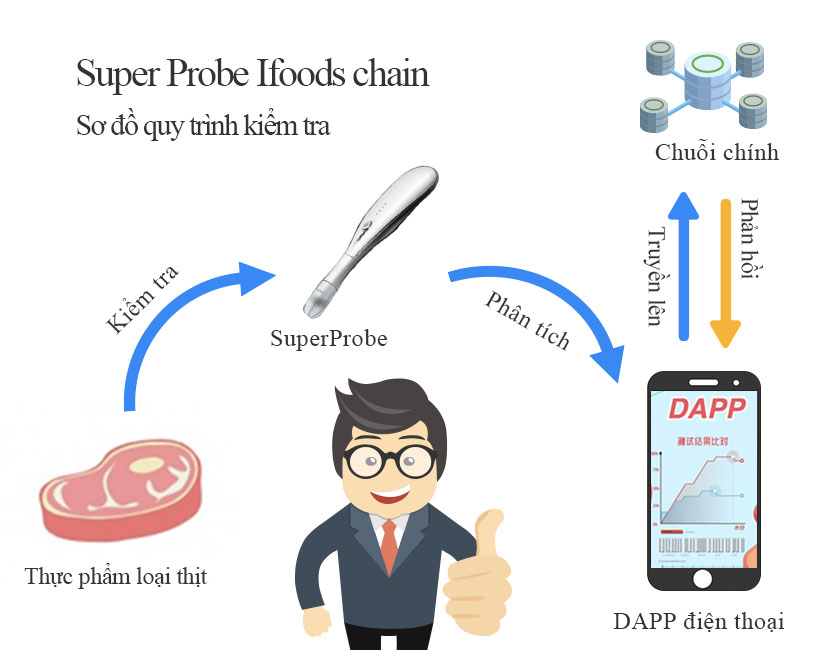 Super Probe Ifoods chain
Sơ đồ quy trình kiểm tra
Chuỗi chính
Truyền lên
Phản hồi
Kiểm tra
SuperProbe
Phân tích
DAPP
测试结果比对
Thực phẩm loại thịt
DAPP điện thoại